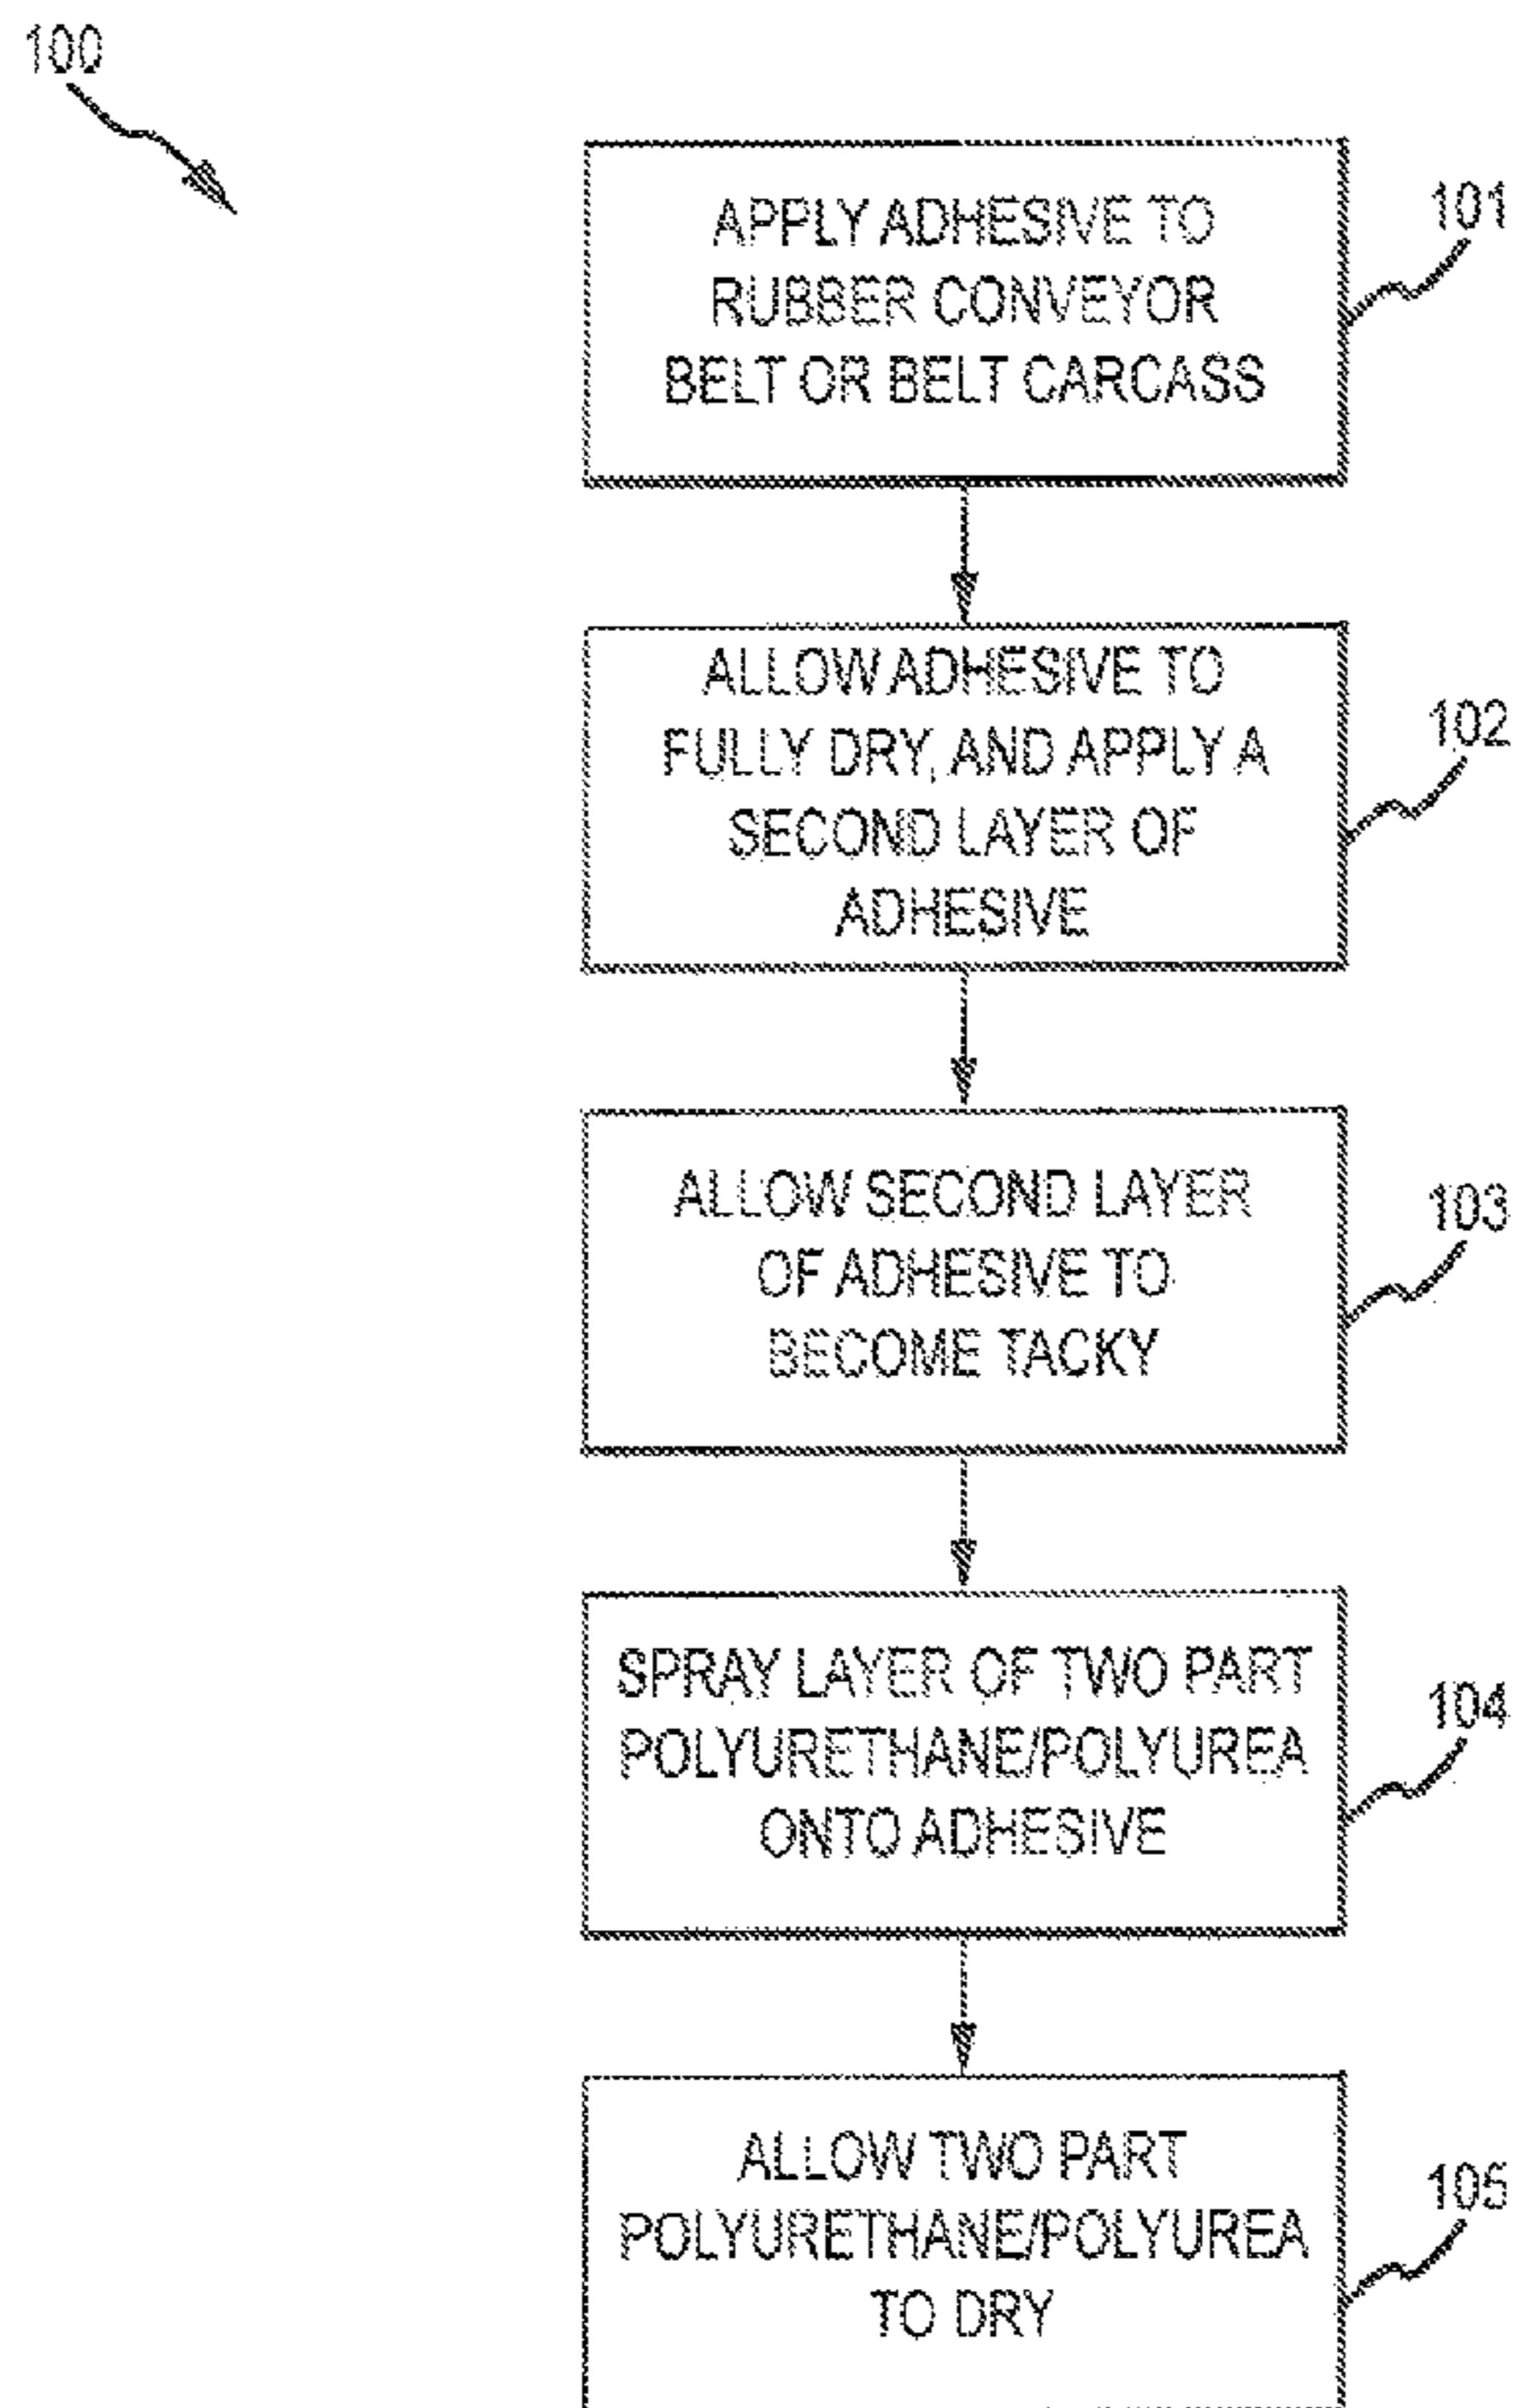 100
APPLY ADHESIVE TO
RUBBER CONVEYOR
BELT OR BELT CARCASS
101
ALLOW ADHESIVE TO
FULLY DRY, AND APPLY A
SECOND LAYER OF
ADHESIVE
102
ALLOW SECOND LAYER
OF ADHESIVE TO
BECOME TACKY
103
SPRAY LAYER OF TWO PART
POLYURETHANE/POLYUREA
ONTO ADHESIVE
104
ALLOW TWO PART
POLYURETHANE/POLYUREA
TO DRY
105